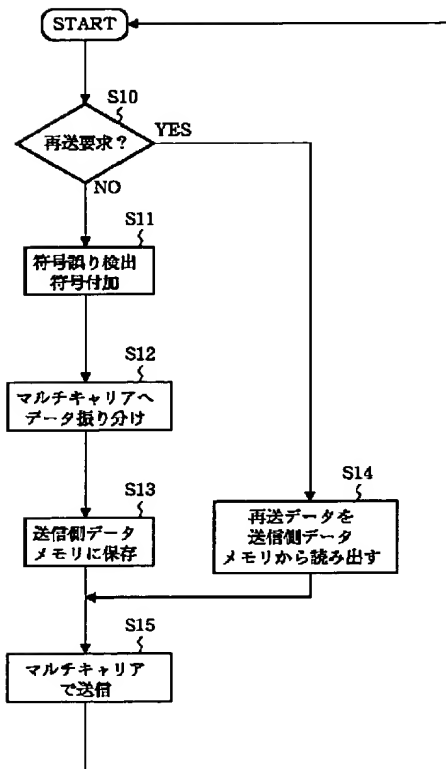 START
S10
再送要求？
YES
NO
S11
符号誤り検出
符号付加
S12
マルチキャリアへ
データ振り分け
S13
送信側データ
メモリに保存
S14
再送データを
送信側データ
メモリから読み出す
S15
マルチキャリア
で送信